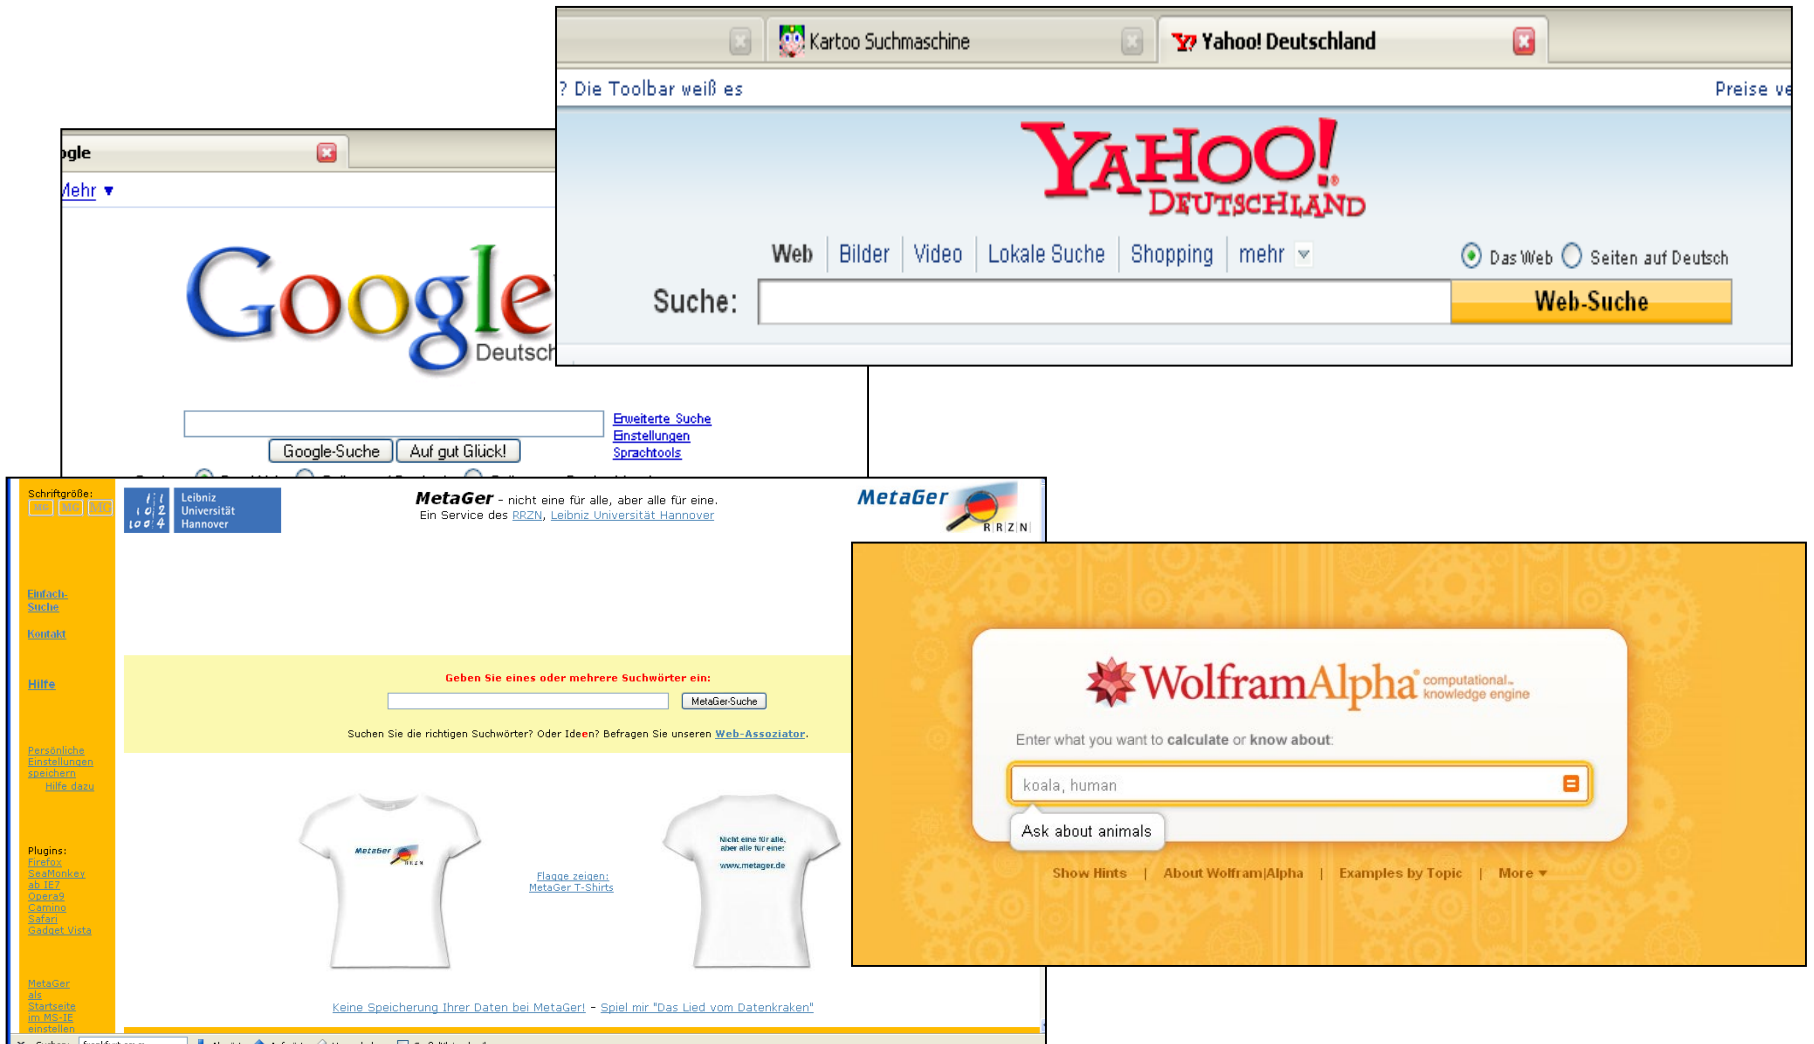 Kartoo Suchmaschine
Yahoo! Deutschland
? Die Toolbar weiß es
Preise ve
YAHOO!
DEUTSCHLAND
Web
Bilder
Video
Lokale Suche
Shopping
mehr
Das Web
Seiten auf Deutsch
Suche:
Web-Suche
ogle
Mehr
Google
Deutsch
Erweiterte Suche
Einstellungen
Sprachtools
Google-Suche
Auf gut Glück!
Schriftgröße:
MG MG MG
Leibniz
Universität
Hannover
MetaGer - nicht eine für alle, aber alle für eine.
Ein Service des RRZN, Leibniz Universität Hannover
MetaGer
R|R|Z|N|
Einfach-
Suche
Kontakt
Hilfe
Persönliche
Einstellungen
speichern
Hilfe dazu
Plugins:
Firefox
SeaMonkey
ab IE7
Opera9
Camino
Safari
Gadget Vista
MetaGer
als
Startseite
im MS-IE
einstellen
Geben Sie eines oder mehrere Suchwörter ein:
MetaGer-Suche
Suchen Sie die richtigen Suchwörter? Oder Ideen? Befragen Sie unseren Web-Assoziator.
MetaGer
RRZN
Flagge zeigen:
MetaGer T-Shirts
Nicht eine für alle,
aber alle für eine:
www.metager.de
Keine Speicherung Ihrer Daten bei MetaGer! - Spiel mir "Das Lied vom Datenkraken"
WolframAlpha computational
knowledge engine
Enter what you want to calculate or know about:
koala, human
Ask about animals
Show Hints | About Wolfram|Alpha | Examples by Topic | More